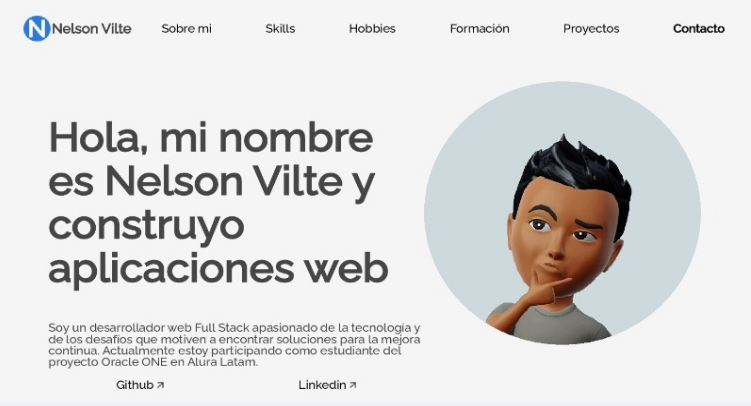 N Nelson Vilte
Sobre mi
Skills
Hobbies
Formación
Proyectos
Contacto
Hola, mi nombre
es Nelson Vilte y
construyo
aplicaciones web
Soy un desarrollador web Full Stack apasionado de la tecnología y
de los desafios que motiven a encontrar soluciones para la mejora
continua. Actualmente estoy participando como estudiante del
proyecto Oracle ONE en Alura Latam.
Github ↗
Linkedin ↗